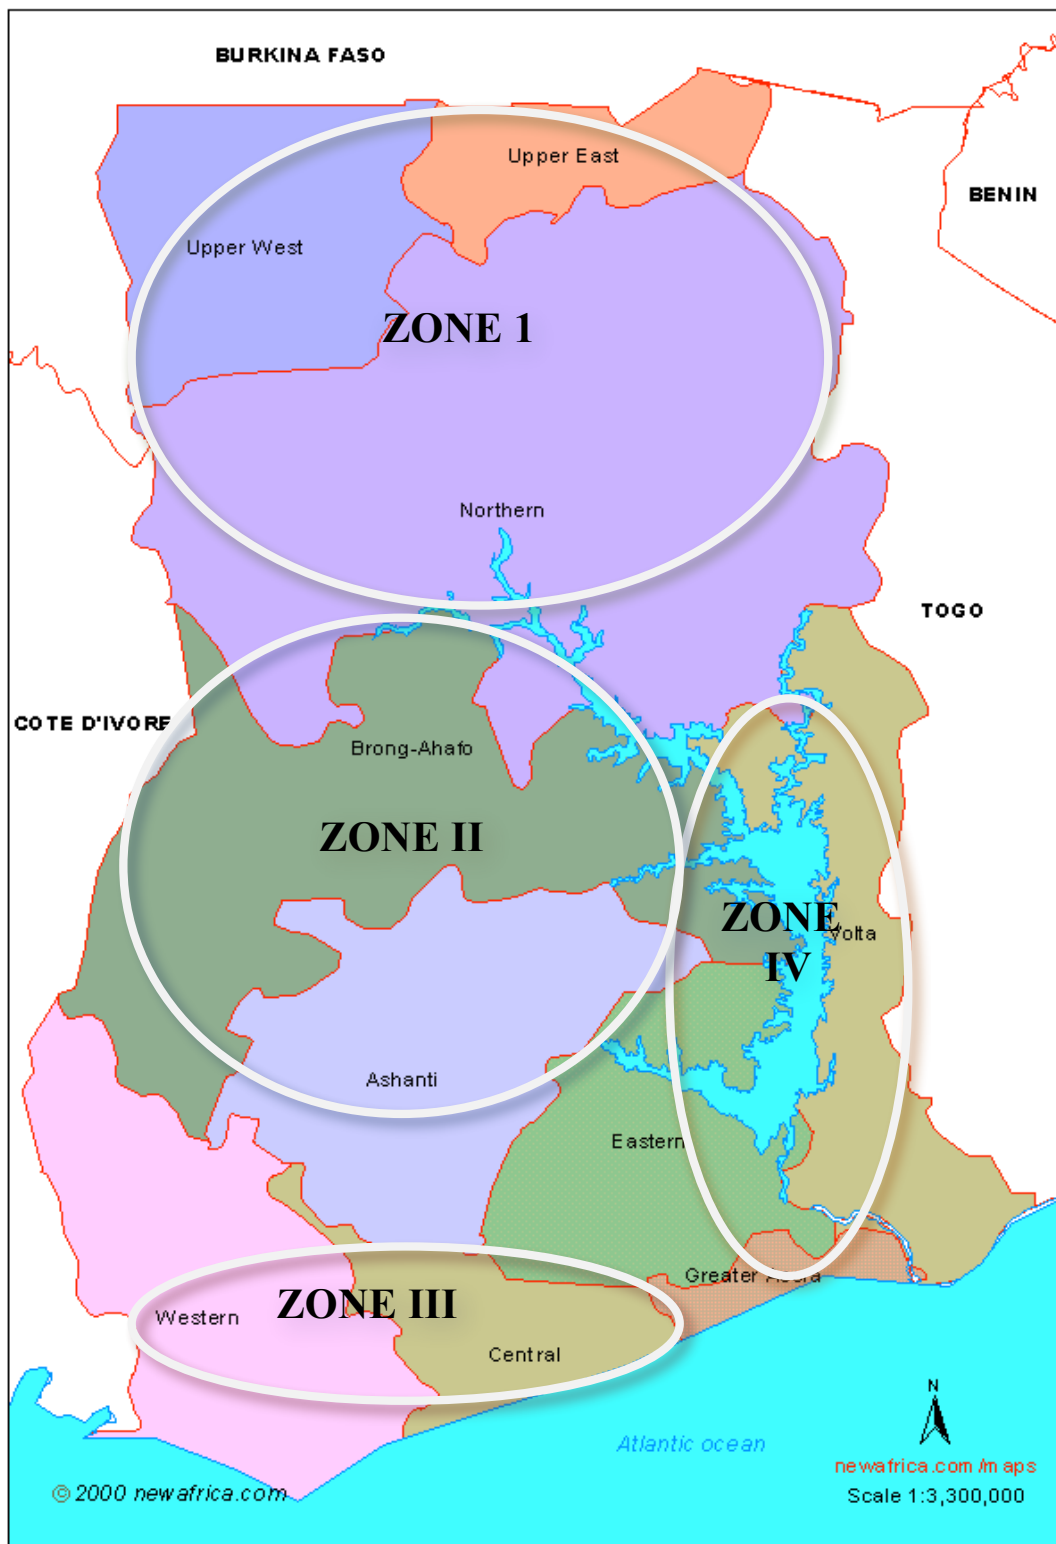 BURKINA FASO
Upper East
BENIN
Upper West
ZONE 1
Northern
TOGO
COTE D'IVORE
Brong-Ahafo
ZONE II
ZONE
IV
Volta
Ashanti
Eastern
Greater Accra
ZONE III
Western
Central
N
Atlantic ocean
newafrica.com/maps
© 2000 newafrica.com
Scale 1:3,300,000